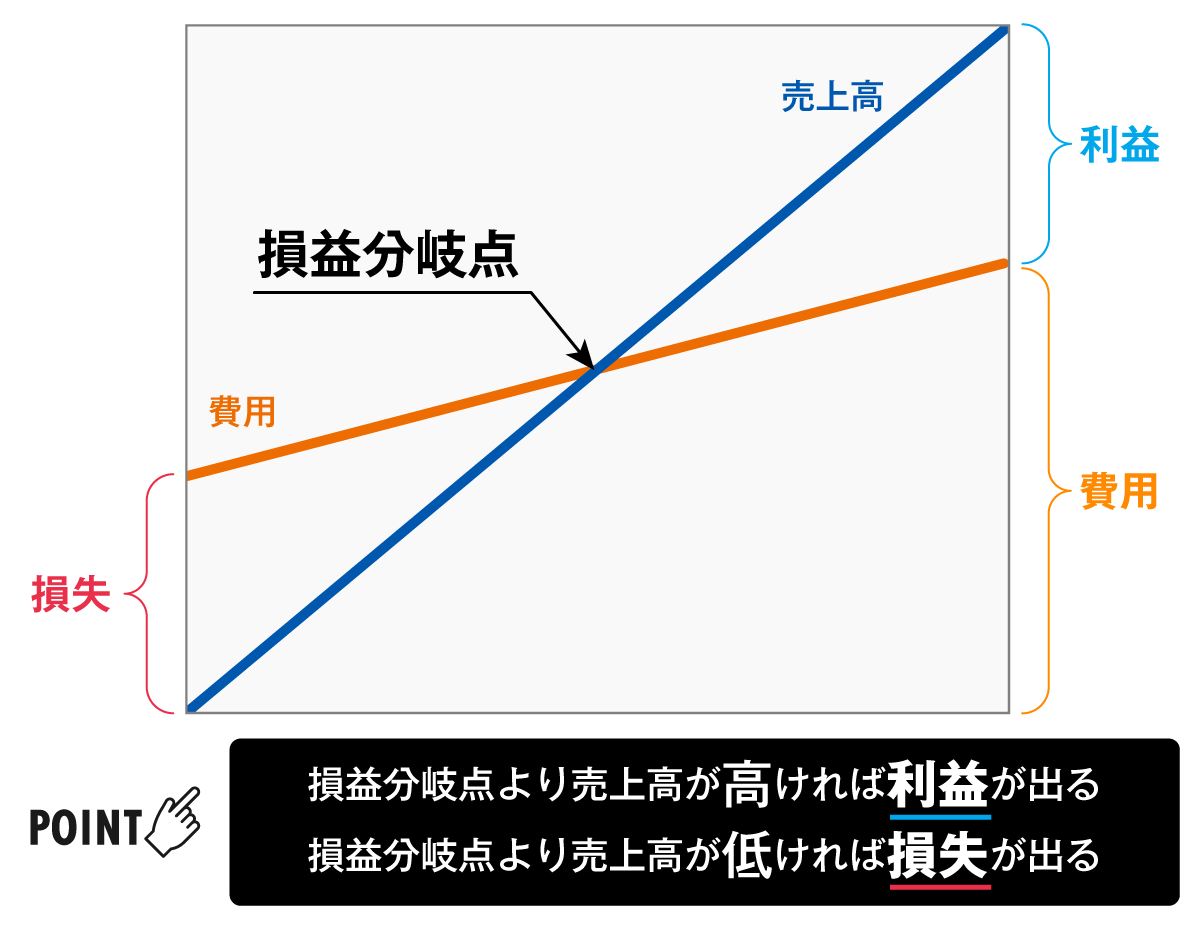 売上高
利益
損益分岐点
費用
費用
損失
POINT
損益分岐点より売上高が高ければ利益が出る
損益分岐点より売上高が低ければ損失が出る